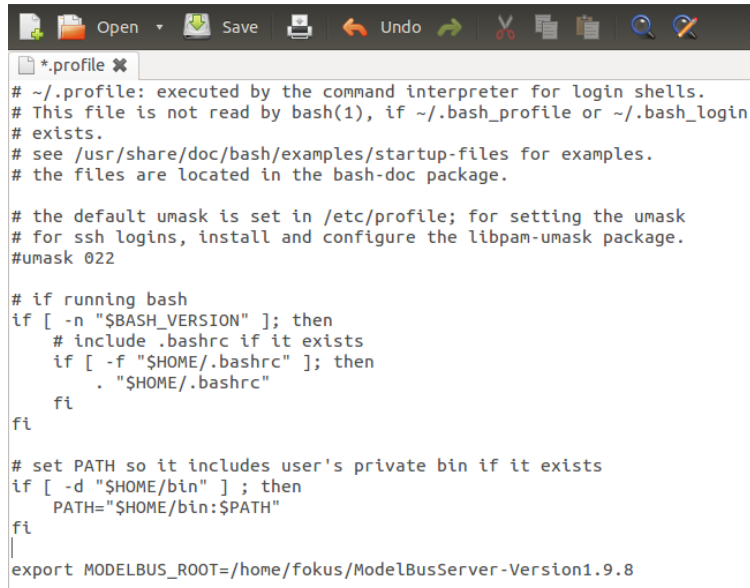 Open Save Undo
*.profile
# ~/.profile: executed by the command interpreter for login shells.
# This file is not read by bash(1), if ~/.bash_profile or ~/.bash_login
# exists.
# see /usr/share/doc/bash/examples/startup-files for examples.
# the files are located in the bash-doc package.
# the default umask is set in /etc/profile; for setting the umask
# for ssh logins, install and configure the libpam-umask package.
#umask 022
# if running bash
if [ -n "$BASH_VERSION" ]; then
    # include .bashrc if it exists
    if [ -f "$HOME/.bashrc" ]; then
        . "$HOME/.bashrc"
    fi
fi
# set PATH so it includes user's private bin if it exists
if [ -d "$HOME/bin" ] ; then
    PATH="$HOME/bin:$PATH"
fi
export MODELBUS_ROOT=/home/fokus/ModelBusServer-Version1.9.8